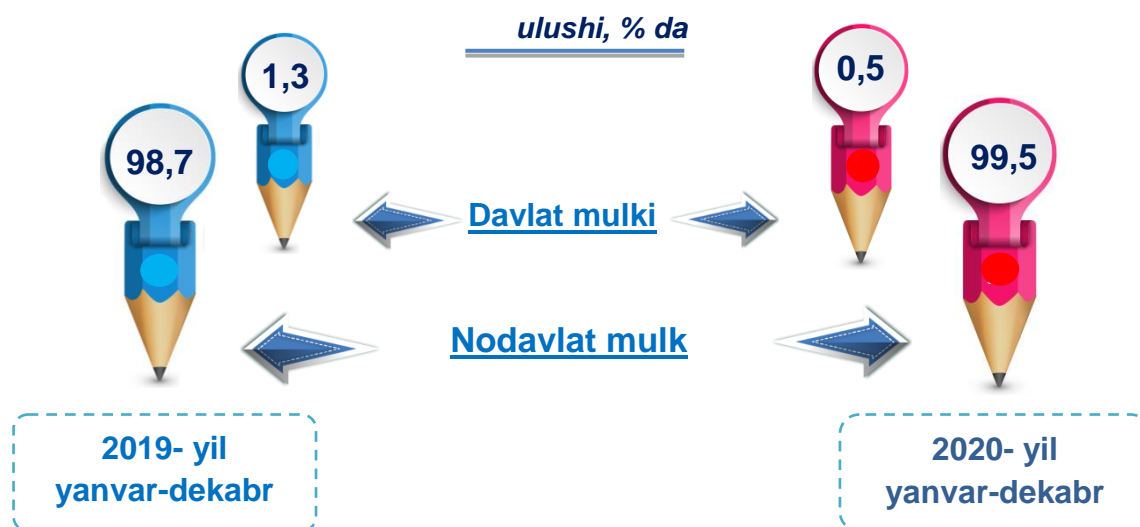 ulushi, % da
1,3
0,5
98,7
99,5
Davlat mulki
Nodavlat mulk
2019- yil
yanvar-dekabr
2020- yil
yanvar-dekabr